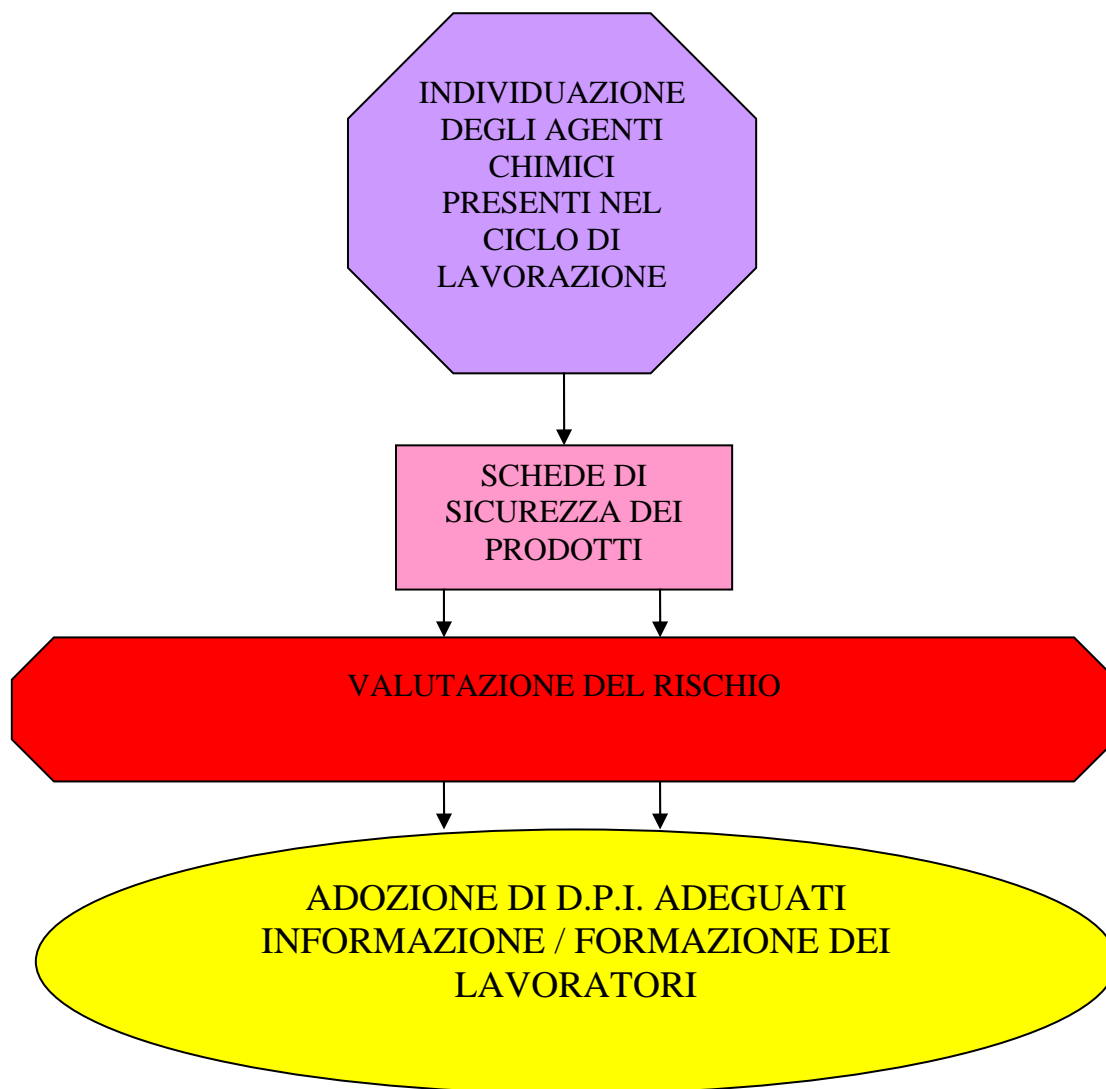 INDIVIDUAZIONE
DEGLI AGENTI
CHIMICI
PRESENTI NEL
CICLO DI
LAVORAZIONE
SCHEDE DI
SICUREZZA DEI
PRODOTTI
VALUTAZIONE DEL RISCHIO
ADOZIONE DI D.P.I. ADEGUATI
INFORMAZIONE / FORMAZIONE DEI
LAVORATORI